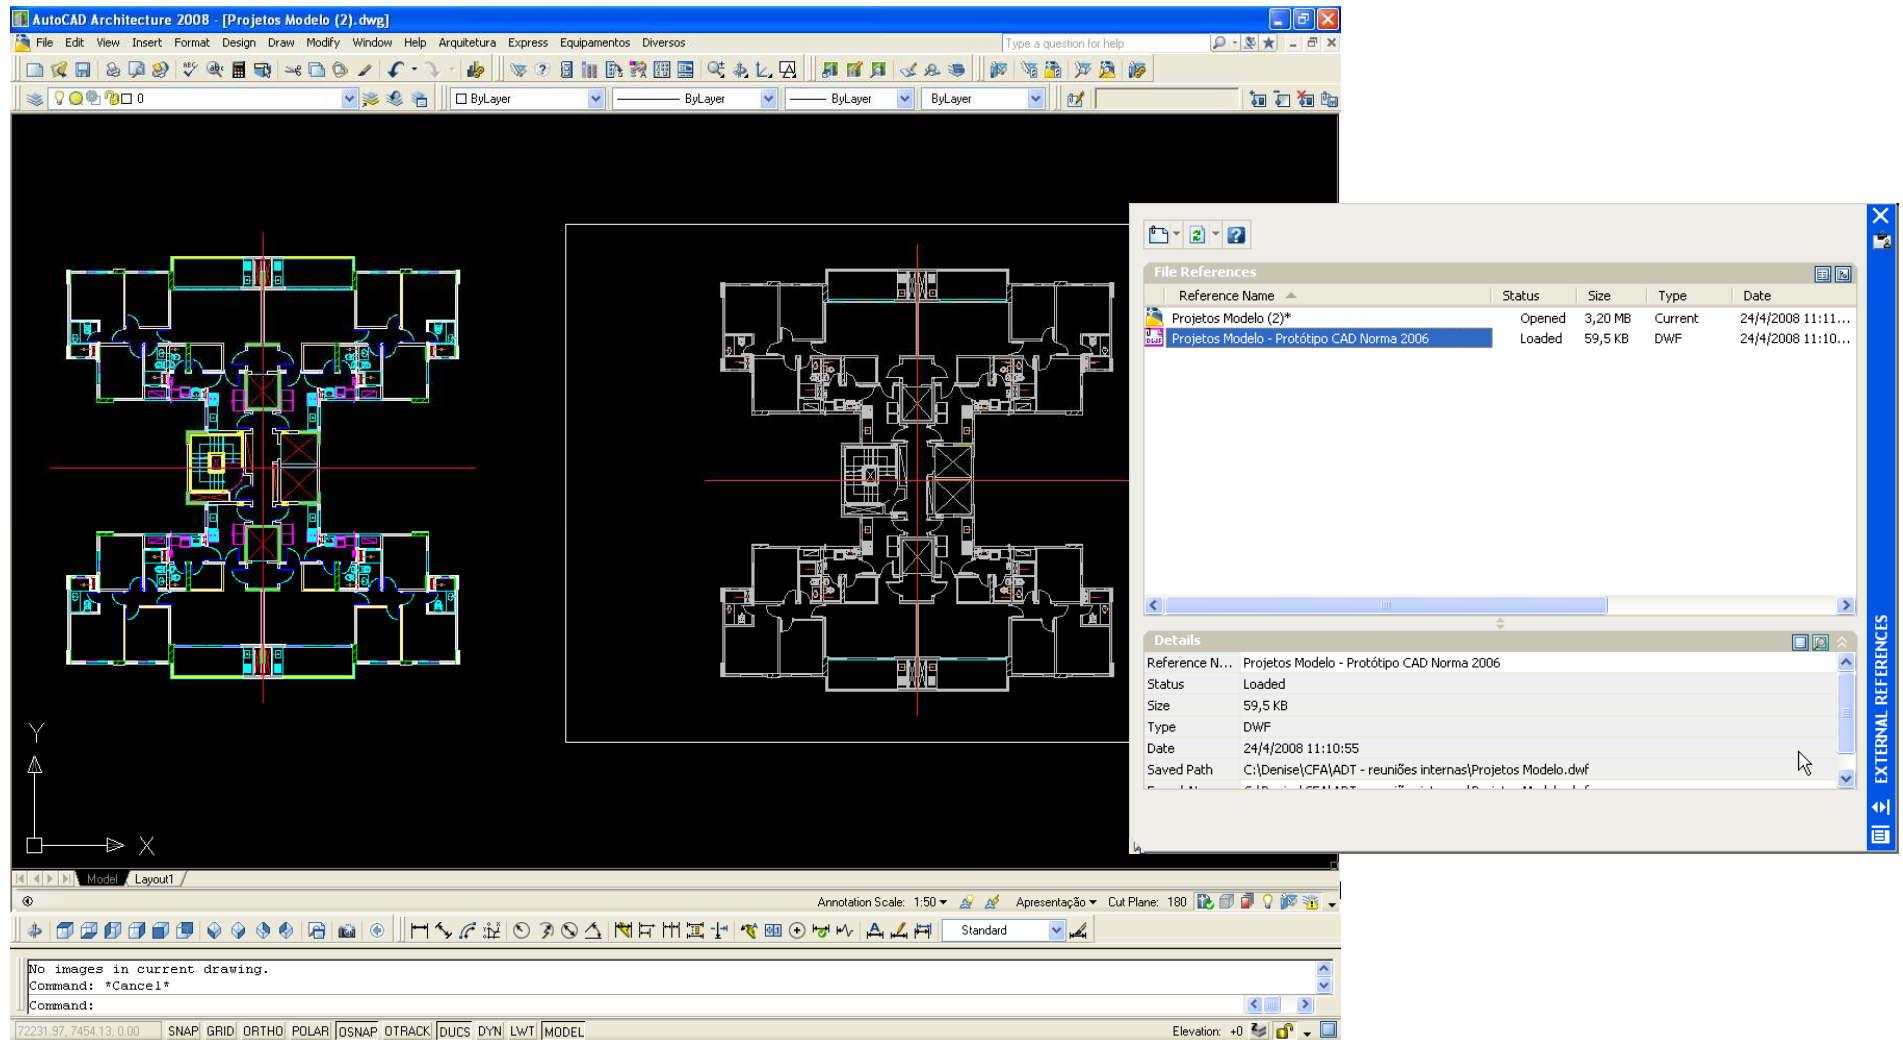 AutoCAD Architecture 2008 - [Projetos Modelo (2).dwg]
File Edit View Insert Format Design Draw Modify Window Help Arquitetura Express Equipamentos Diversos
Type a question for help
0
ByLayer
ByLayer
ByLayer
ByLayer
File References
Reference Name Status Size Type Date
Projetos Modelo (2)* Opened 3,20 MB Current 24/4/2008 11:11...
Projetos Modelo - Protótipo CAD Norma 2006 Loaded 59,5 KB DWF 24/4/2008 11:10...
Details
Reference N... Projetos Modelo - Protótipo CAD Norma 2006
Status Loaded
Size 59,5 KB
Type DWF
Date 24/4/2008 11:10:55
Saved Path C:\Denise\CFA\ADT - reuniões internas\Projetos Modelo.dwf
EXTERNAL REFERENCES
Y
X
Model Layout1
Annotation Scale: 1:50 Apresentação Cut Plane: 180
Standard
No images in current drawing.
Command: *Cancel*
Command:
72231.97, 7454.13, 0.00 SNAP GRID ORTHO POLAR OSNAP OTRACK DUCS DYN LWT MODEL
Elevation: +0